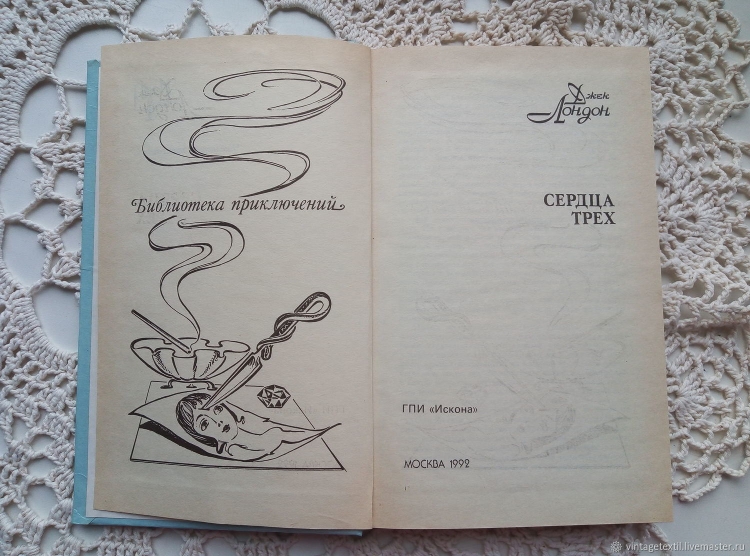 Библиотека приключений
Джек
Лондон
СЕРДЦА
ТРЕХ
ГПИ «Искона»
МОСКВА 1992
vintagetextil.livemaster.ru